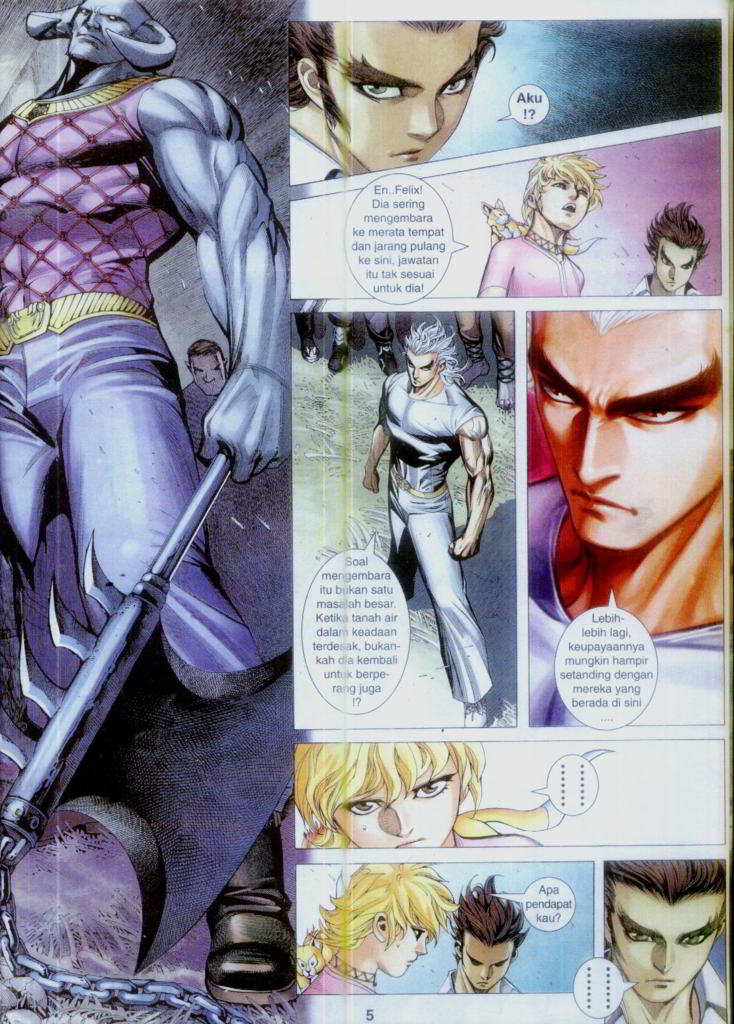 Aku
!?
En..Felix!
Dia sering
mengembara
ke merata tempat
dan jarang pulang
ke sini, jawatan
itu tak sesuai
untuk dia!
Soal
mengembara
itu bukan satu
masalah besar.
Ketika tanah air
dalam keadaan
terdesak, bukan-
kah dia kembali
untuk berpe-
rang juga
!?
Lebih-
lebih lagi,
keupayaannya
mungkin hampir
setanding dengan
mereka yang
berada di sini
....
Apa
pendapat
kau?
5